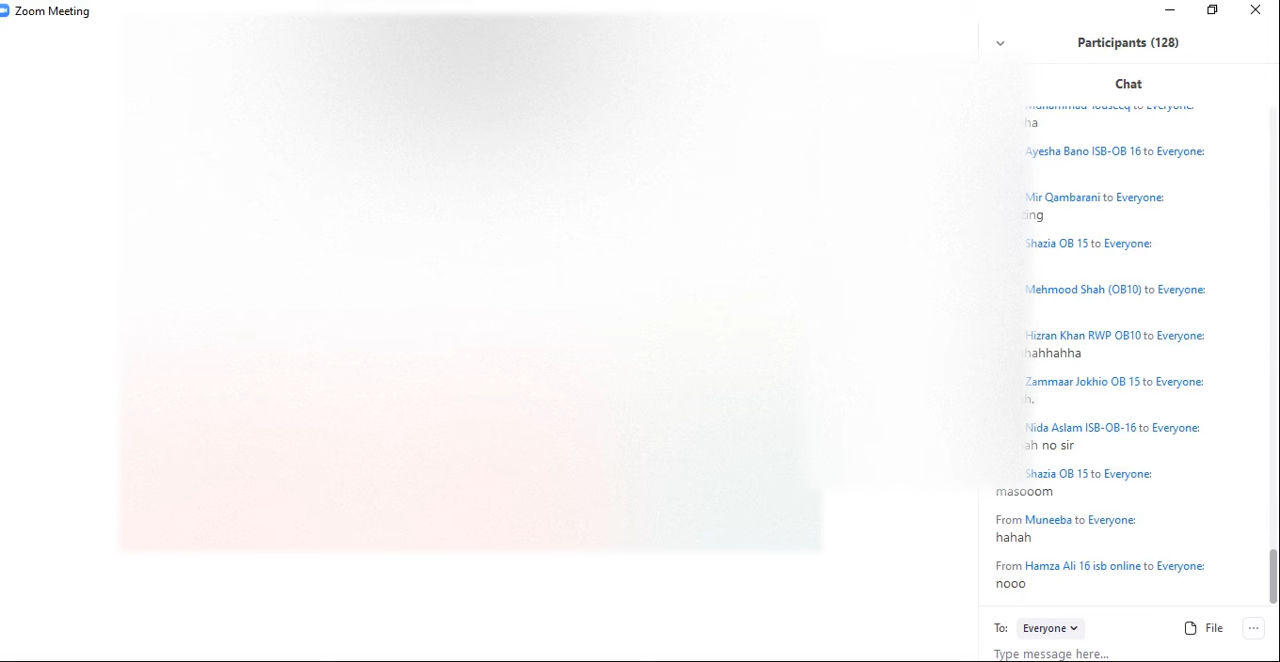 Zoom Meeting
Participants (128)
Chat
to Everyone:
ha
Ayesha Bano ISB-OB 16 to Everyone:
Mir Qambarani to Everyone:
Shazia OB 15 to Everyone:
Mehmood Shah (OB10) to Everyone:
Hizran Khan RWP OB10 to Everyone:
hahhahha
Zammaar Jokhio OB 15 to Everyone:
h.
Nida Aslam ISB-OB-16 to Everyone:
ah no sir
Shazia OB 15 to Everyone:
masooom
From Muneeba to Everyone:
hahah
From Hamza Ali 16 isb online to Everyone:
nooo
To: Everyone File ...
Type message here...